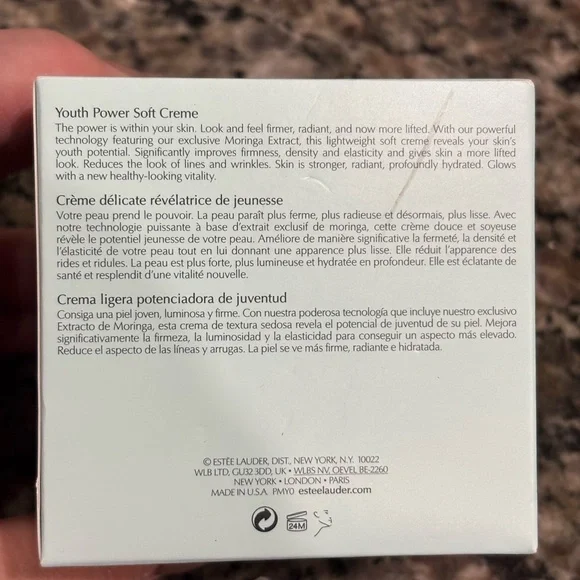 Youth Power Soft Creme
The power is within your skin. Look and feel firmer, radiant, and now more lifted. With our powerful
technology featuring our exclusive Moringa Extract, this lightweight soft creme reveals your skin's
youth potential. Significantly improves firmness, density and elasticity and gives skin a more lifted
look. Reduces the look of lines and wrinkles. Skin is stronger, radiant, profoundly hydrated. Glows
with a new healthy-looking vitality.
Crème délicate révélatrice de jeunesse
Votre peau prend le pouvoir. La peau paraît plus ferme, plus radieuse et désormais, plus lisse. Avec
notre technologie puissante à base d'extrait exclusif de moringa, cette crème douce et soyeuse
révèle le potentiel jeunesse de votre peau. Améliore de manière significative la fermeté, la densité et
l'élasticité de votre peau tout en lui donnant une apparence plus lisse. Elle réduit l'apparence des
rides et ridules. La peau est plus forte, plus lumineuse et hydratée en profondeur. Elle est éclatante de
santé et resplendit d'une vitalité nouvelle.
Crema ligera potenciadora de juventud
Consiga una piel joven, luminosa y firme. Con nuestra poderosa tecnología que incluye nuestro exclusivo
Extracto de Moringa, esta crema de textura sedosa revela el potencial de juventud de su piel. Mejora
significativamente la firmeza, la luminosidad y la elasticidad para conseguir un aspecto más elevado.
Reduce el aspecto de las líneas y arrugas. La piel se ve más firme, radiante e hidratada.
© ESTĒE LAUDER, DIST., NEW YORK, N.Y. 10022
WLB LTD, GU32 3DD, UK • WLBS NV, OEVEL BE-2260
NEW YORK • LONDON • PARIS
MADE IN U.S.A. PMY0 esteelauder.com
24M